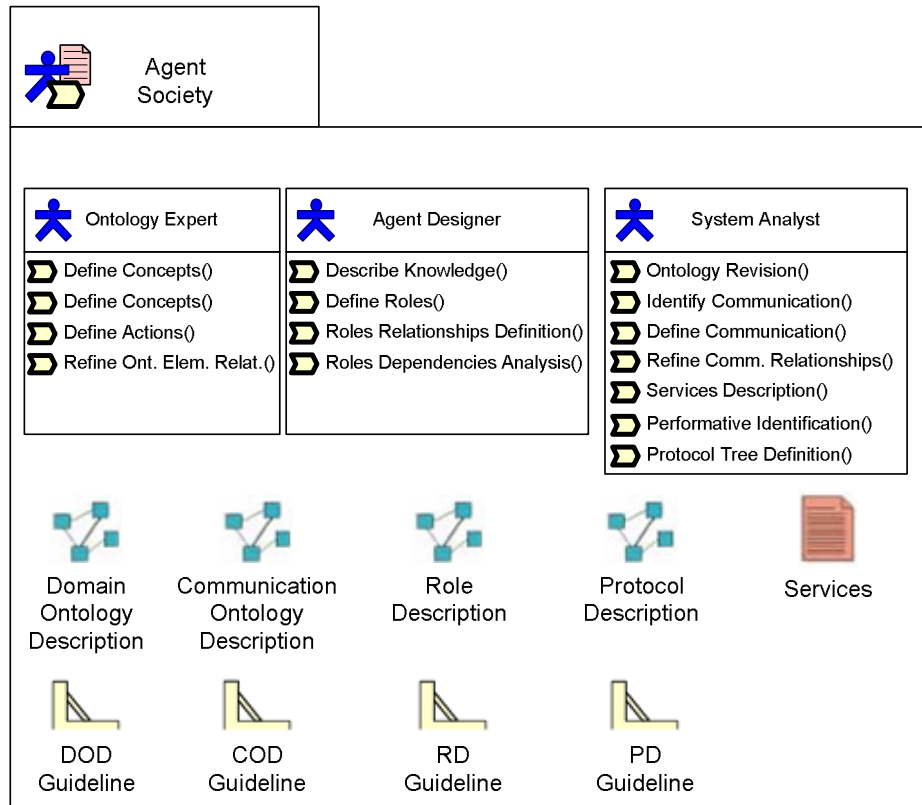 Agent
Society
Ontology Expert
Define Concepts()
Define Concepts()
Define Actions()
Refine Ont. Elem. Relat.()
Agent Designer
Describe Knowledge()
Define Roles()
Roles Relationships Definition()
Roles Dependencies Analysis()
System Analyst
Ontology Revision()
Identify Communication()
Define Communication()
Refine Comm. Relationships()
Services Description()
Performative Identification()
Protocol Tree Definition()
Domain
Ontology
Description
Communication
Ontology
Description
Role
Description
Protocol
Description
Services
DOD
Guideline
COD
Guideline
RD
Guideline
PD
Guideline